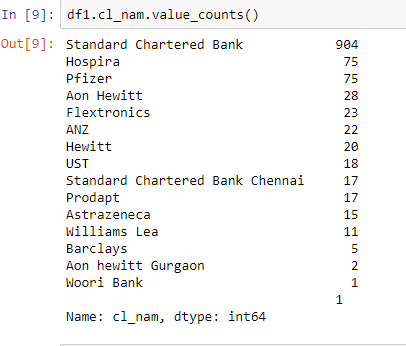 In [9]: df1.cl_nam.value_counts()
Out[9]: Standard Chartered Bank 904
Hospira 75
Pfizer 75
Aon Hewitt 28
Flextronics 23
ANZ 22
Hewitt 20
UST 18
Standard Chartered Bank Chennai 17
Prodapt 17
Astrazeneca 15
Williams Lea 11
Barclays 5
Aon hewitt Gurgaon 2
Woori Bank 1
1
Name: cl_nam, dtype: int64